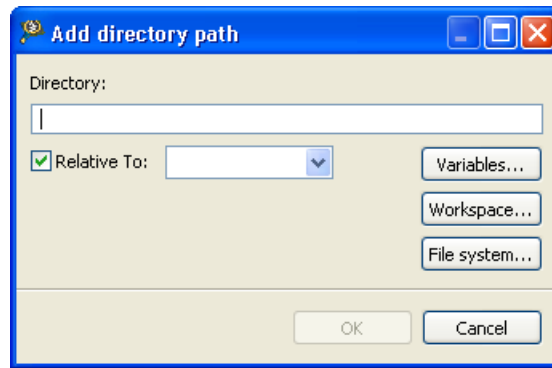 Add directory path
Directory:
Relative To:
Variables...
Workspace...
File system...
OK
Cancel